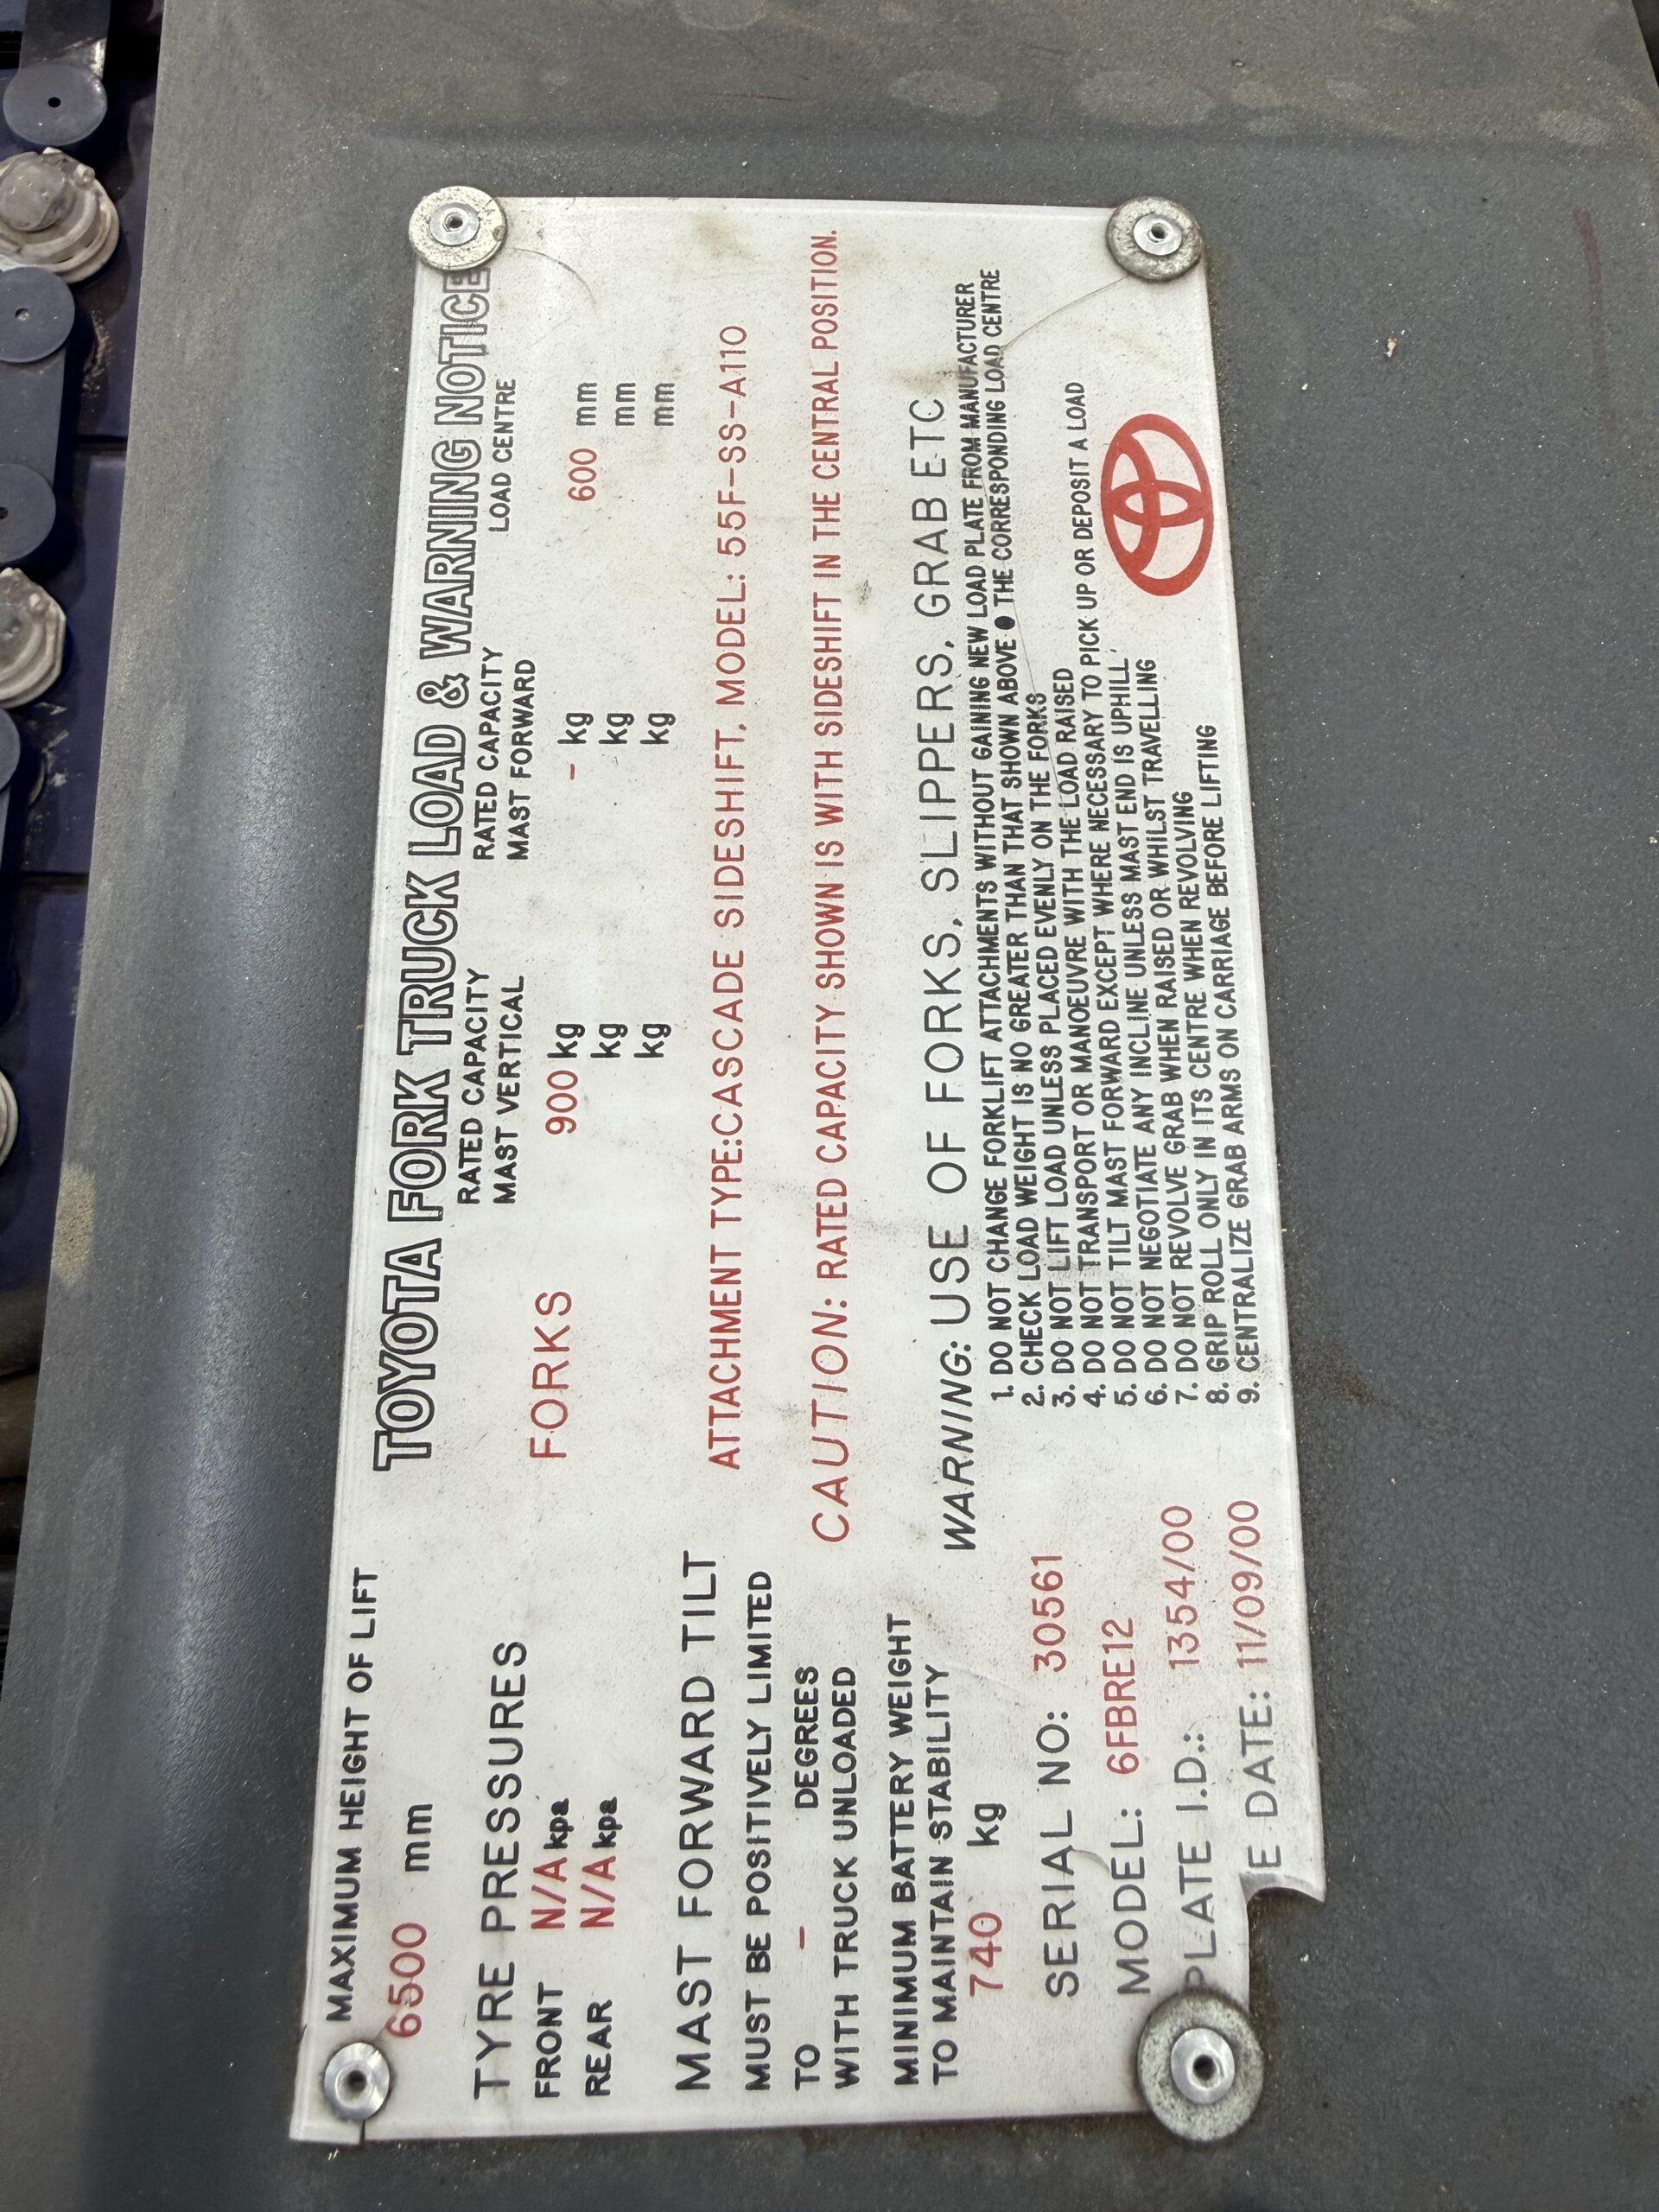 TOYOTA FORK TRUCK LOAD & WARNING NOTICE
MAXIMUM HEIGHT OF LIFT
6500 mm
TYRE PRESSURES
FRONT N/A kpa
REAR N/A kpa
MAST FORWARD TILT
MUST BE POSITIVELY LIMITED
TO - DEGREES
WITH TRUCK UNLOADED
MINIMUM BATTERY WEIGHT
TO MAINTAIN STABILITY
740 kg
SERIAL NO: 30561
MODEL: 6FBRE12
PLATE I.D.: 1354/00
E DATE: 11/09/00
RATED CAPACITY
MAST VERTICAL
RATED CAPACITY
MAST FORWARD
LOAD CENTRE
FORKS 900 kg - kg 600 mm
kg kg mm
kg kg mm
ATTACHMENT TYPE:CASCADE SIDESHIFT, MODEL: 55F-SS-A110
CAUTION: RATED CAPACITY SHOWN IS WITH SIDESHIFT IN THE CENTRAL POSITION.
WARNING: USE OF FORKS, SLIPPERS, GRAB ETC
1. DO NOT CHANGE FORKLIFT ATTACHMENTS WITHOUT GAINING NEW LOAD PLATE FROM MANUFACTURER
2. CHECK LOAD WEIGHT IS NO GREATER THAN THAT SHOWN ABOVE ● THE CORRESPONDING LOAD CENTRE
3. DO NOT LIFT LOAD UNLESS PLACED EVENLY ON THE FORKS
4. DO NOT TRANSPORT OR MANOEUVRE WITH THE LOAD RAISED
5. DO NOT TILT MAST FORWARD EXCEPT WHERE NECESSARY TO PICK UP OR DEPOSIT A LOAD
6. DO NOT NEGOTIATE ANY INCLINE UNLESS MAST END IS UPHILL'
7. DO NOT REVOLVE GRAB WHEN RAISED OR WHILST TRAVELLING
8. GRIP ROLL ONLY IN ITS CENTRE WHEN REVOLVING
9. CENTRALIZE GRAB ARMS ON CARRIAGE BEFORE LIFTING